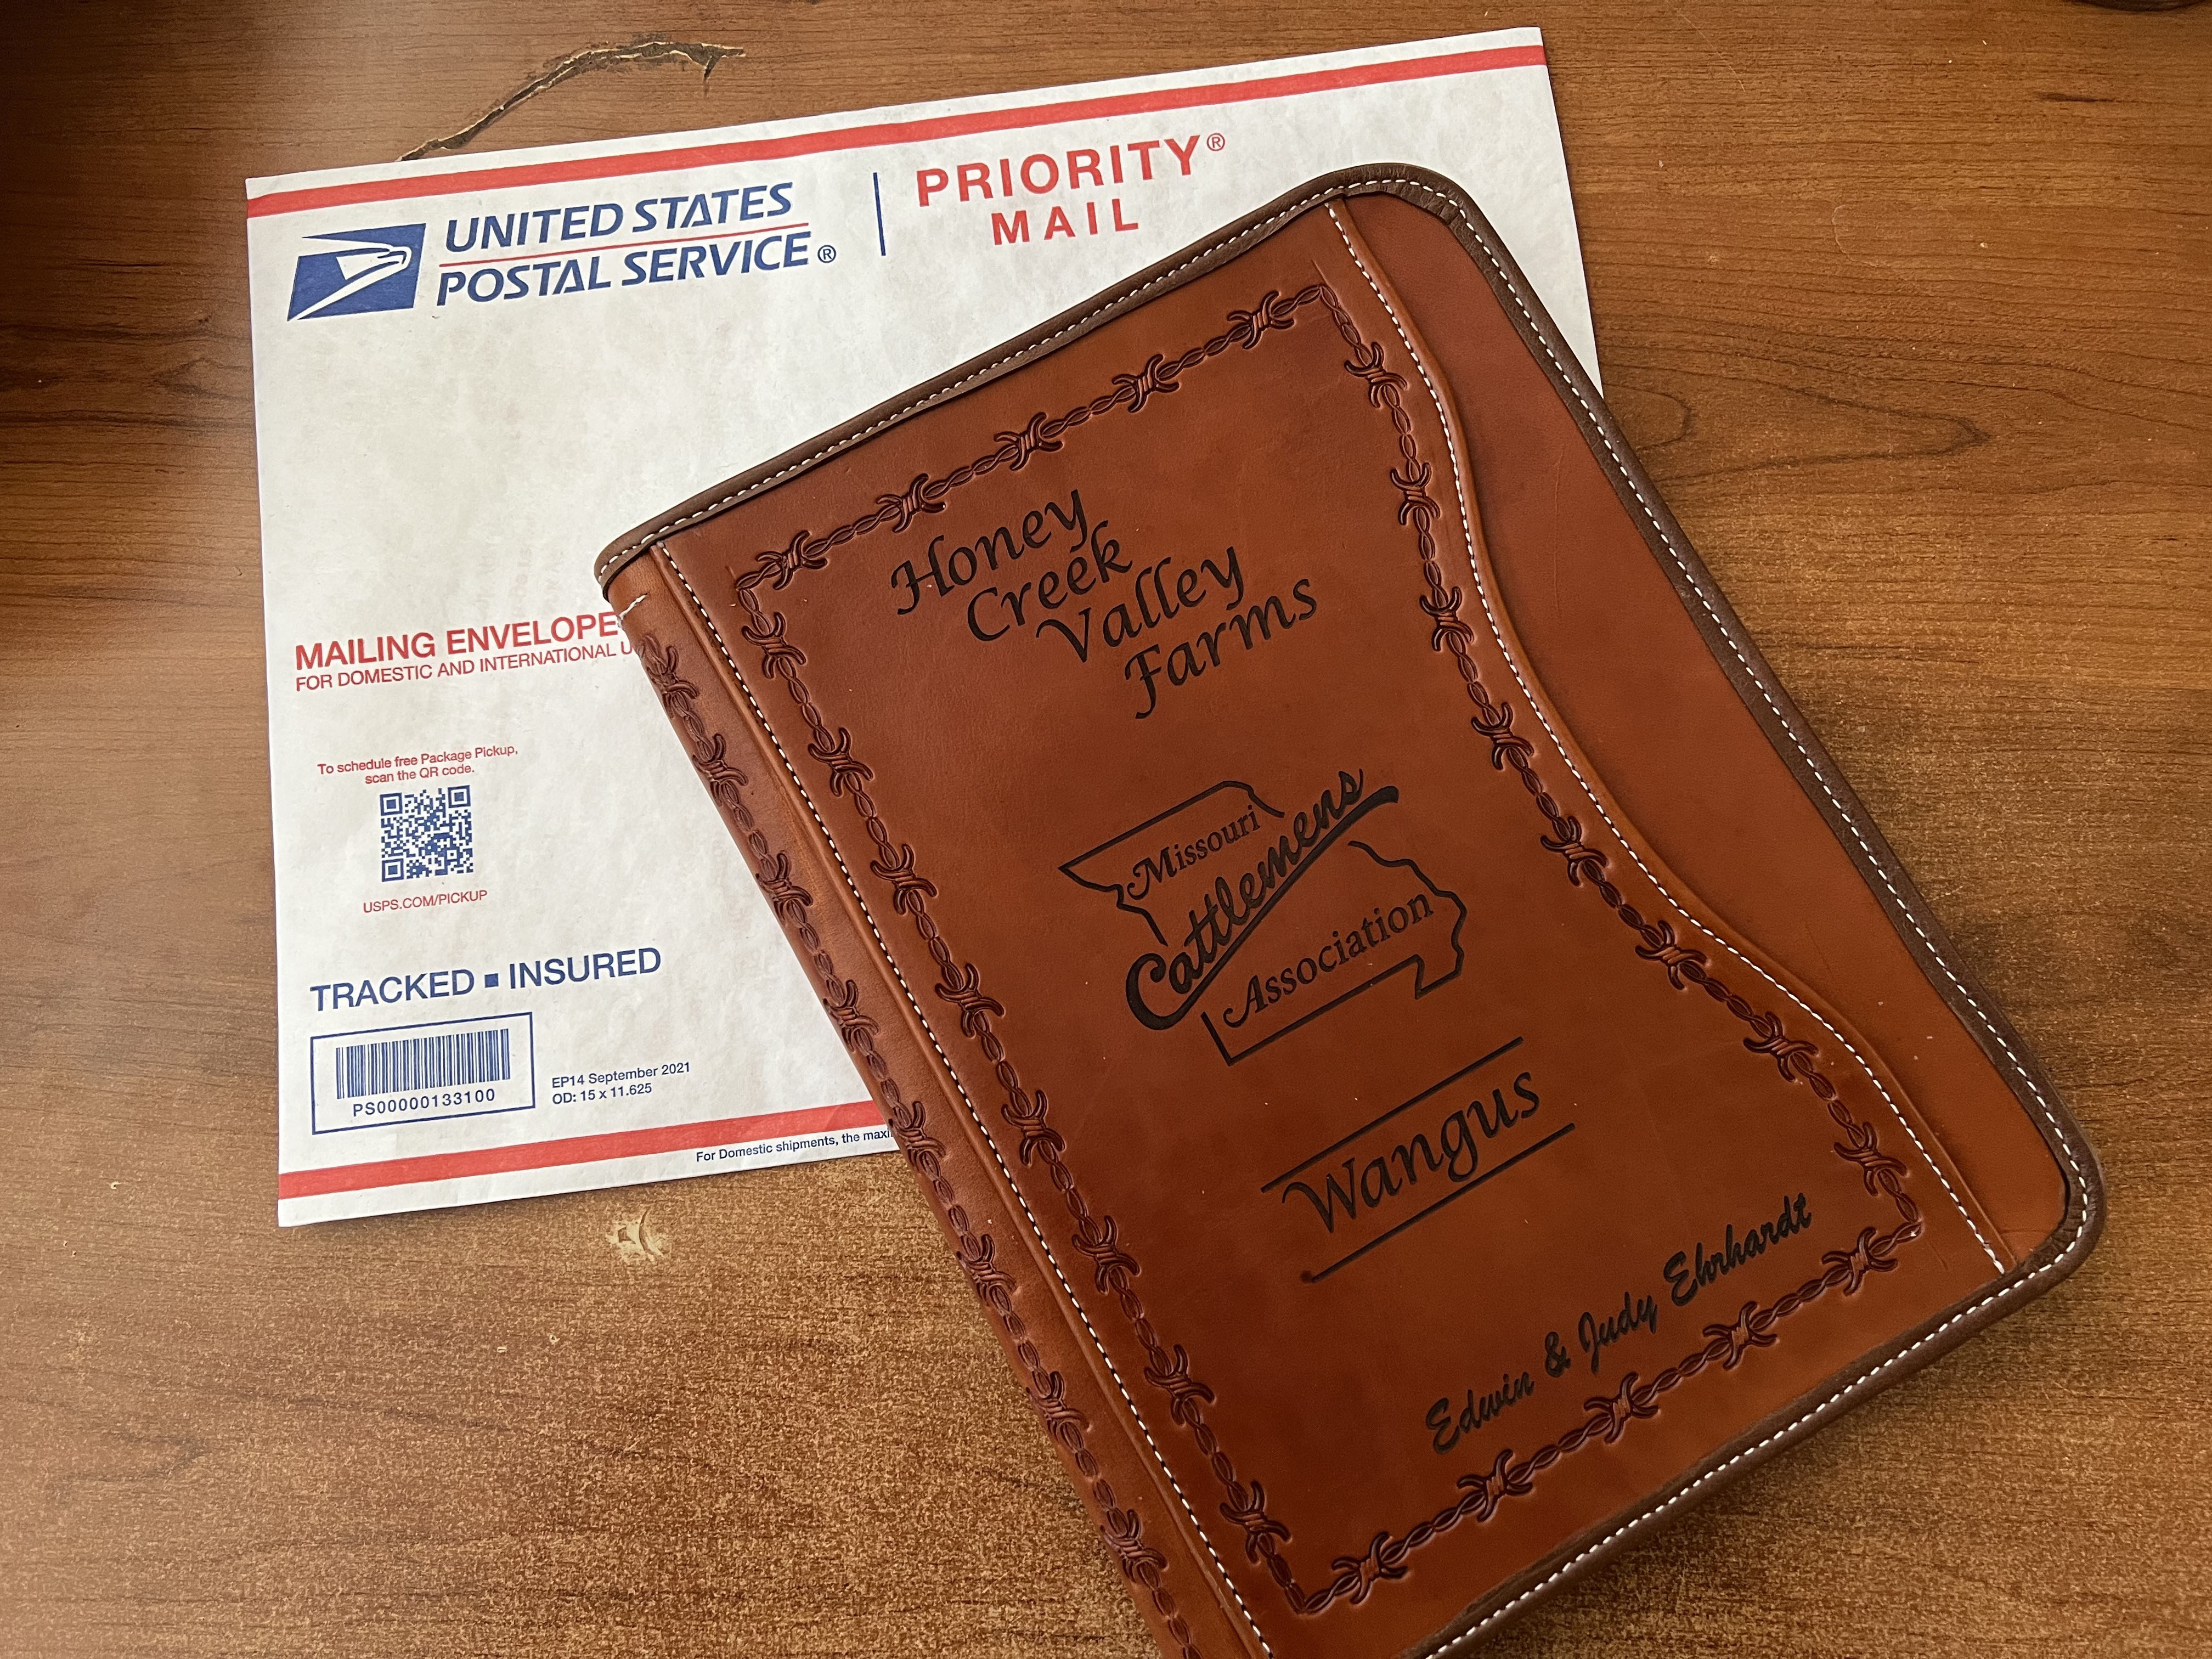 UNITED STATES
POSTAL SERVICE®
PRIORITY®
MAIL
MAILING ENVELOPE
FOR DOMESTIC AND INTERNATIONAL
To schedule free Package Pickup,
scan the QR code.
USPS.COM/PICKUP
TRACKED ▪ INSURED
PS00000133100
EP14 September 2021
OD: 15 x 11.625
For Domestic shipments, the
Honey
Creek
Valley
Farms
Missouri
Cattlemens
Association
Wangus
Edwin & Judy Ehrhardt